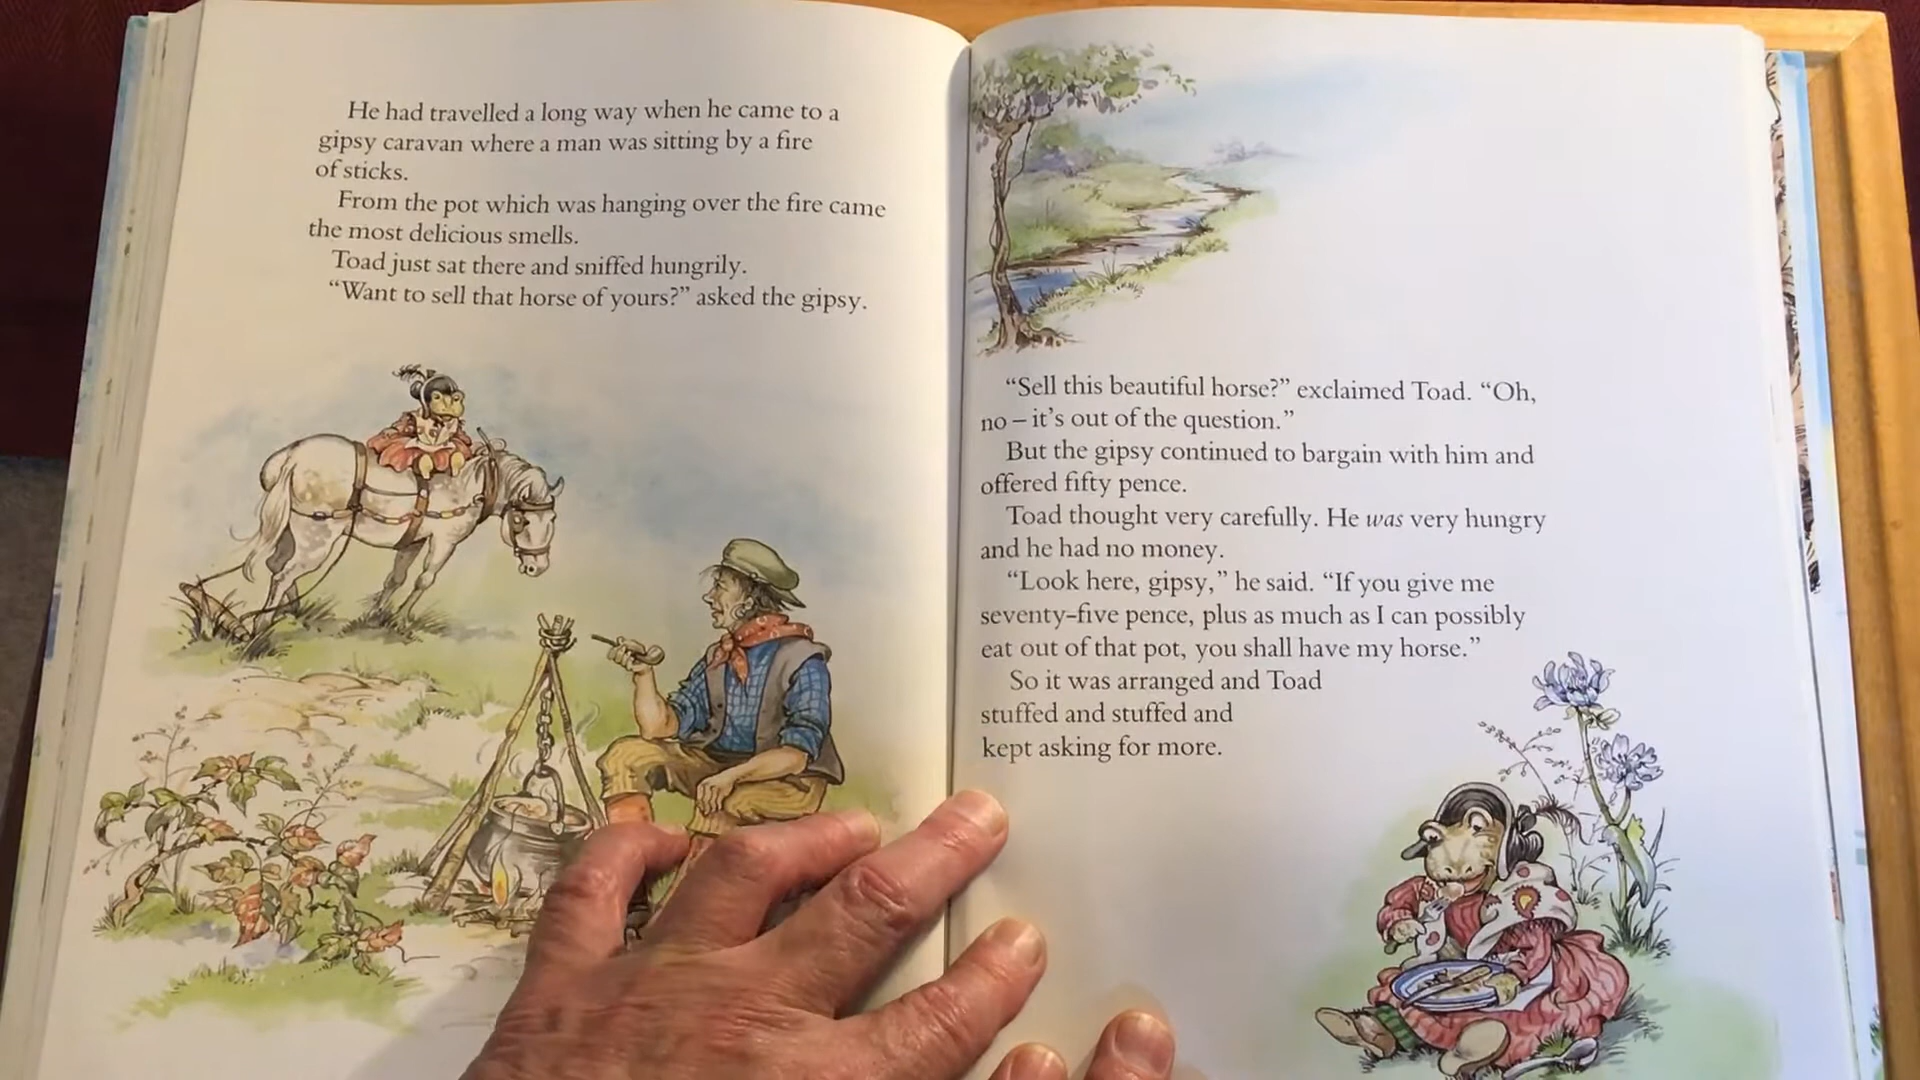 He had travelled a long way when he came to a
gipsy caravan where a man was sitting by a fire
of sticks.
From the pot which was hanging over the fire came
the most delicious smells.
Toad just sat there and sniffed hungrily.
“Want to sell that horse of yours?” asked the gipsy.
“Sell this beautiful horse?” exclaimed Toad. “Oh,
no – it’s out of the question.”
But the gipsy continued to bargain with him and
offered fifty pence.
Toad thought very carefully. He was very hungry
and he had no money.
“Look here, gipsy,” he said. “If you give me
seventy-five pence, plus as much as I can possibly
eat out of that pot, you shall have my horse.”
So it was arranged and Toad
stuffed and stuffed and
kept asking for more.